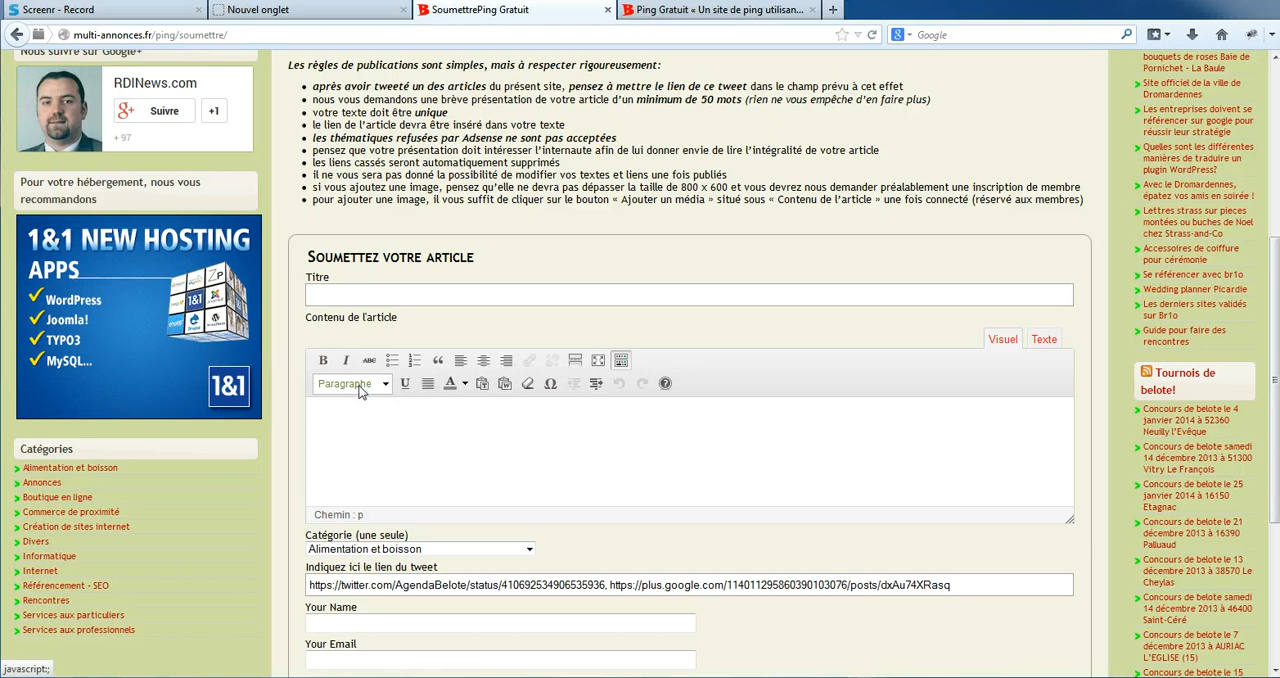 Screenr - Record
Nouvel onglet
SoumettrePing Gratuit
Ping Gratuit « Un site de ping utilisan...
multi-annonces.fr/ping/soumettre/
Google
Nous suivre sur Google+
RDINews.com
Suivre
+1
+ 97
Pour votre hébergement, nous vous
recommandons
1&1 NEW HOSTING
APPS
WordPress
Joomla!
TYPO3
MySQL...
1&1
Catégories
Alimentation et boisson
Annonces
Boutique en ligne
Commerce de proximité
Création de sites internet
Divers
Informatique
Internet
Référencement - SEO
Rencontres
Services aux particuliers
Services aux professionnels
javascript:;
Les règles de publications sont simples, mais à respecter rigoureusement:
après avoir tweeté un des articles du présent site, pensez à mettre le lien de ce tweet dans le champ prévu à cet effet
nous vous demandons une brève présentation de votre article d'un minimum de 50 mots (rien ne vous empêche d'en faire plus)
votre texte doit être unique
le lien de l'article devra être inséré dans votre texte
les thématiques refusées par Adsense ne sont pas acceptées
pensez que votre présentation doit intéresser l'internaute afin de lui donner envie de lire l'intégralité de votre article
les liens cassés seront automatiquement supprimés
il ne vous sera pas donné la possibilité de modifier vos textes et liens une fois publiés
si vous ajoutez une image, pensez qu'elle ne devra pas dépasser la taille de 800 x 600 et vous devrez nous demander préalablement une inscription de membre
pour ajouter une image, il vous suffit de cliquer sur le bouton « Ajouter un média » situé sous « Contenu de l'article » une fois connecté (réservé aux membres)
SOUMETTEZ VOTRE ARTICLE
Titre
Contenu de l'article
Visuel
Texte
B I ABC
Paragraphe
U A
Chemin : p
Catégorie (une seule)
Alimentation et boisson
Indiquez ici le lien du tweet
https://twitter.com/AgendaBelote/status/410692534906535936, https://plus.google.com/114011295860390103076/posts/dxAu74XRasq
Your Name
Your Email
bouquets de roses Baie de
Pornichet - La Baule
Site officiel de la ville de
Dromardennes
Les entreprises doivent se
référencer sur google pour
réussir leur stratégie
Quelles sont les différentes
manières de traduire un
plugin WordPress?
Avec le Dromardennes,
épatez vos amis en soirée !
Lettres strass sur pieces
montées ou buches de Noel
chez Strass-and-Co
Accessoires de coiffure
pour cérémonie
Se référencer avec br1o
Wedding planner Picardie
Les derniers sites validés
sur Br1o
Guide pour faire des
rencontres
Tournois de
belote!
Concours de belote le 4
janvier 2014 à 52360
Neuilly l'Evêque
Concours de belote samedi
14 décembre 2013 à 51300
Vitry Le François
Concours de belote le 25
janvier 2014 à 16150
Etagnac
Concours de belote le 21
décembre 2013 à 16390
Palluaud
Concours de belote le 13
décembre 2013 à 38570 Le
Cheylas
Concours de belote samedi
14 décembre 2013 à 46400
Saint-Céré
Concours de belote le 7
décembre 2013 à AURIAC
L'EGLISE (15)
Concours de belote le 15